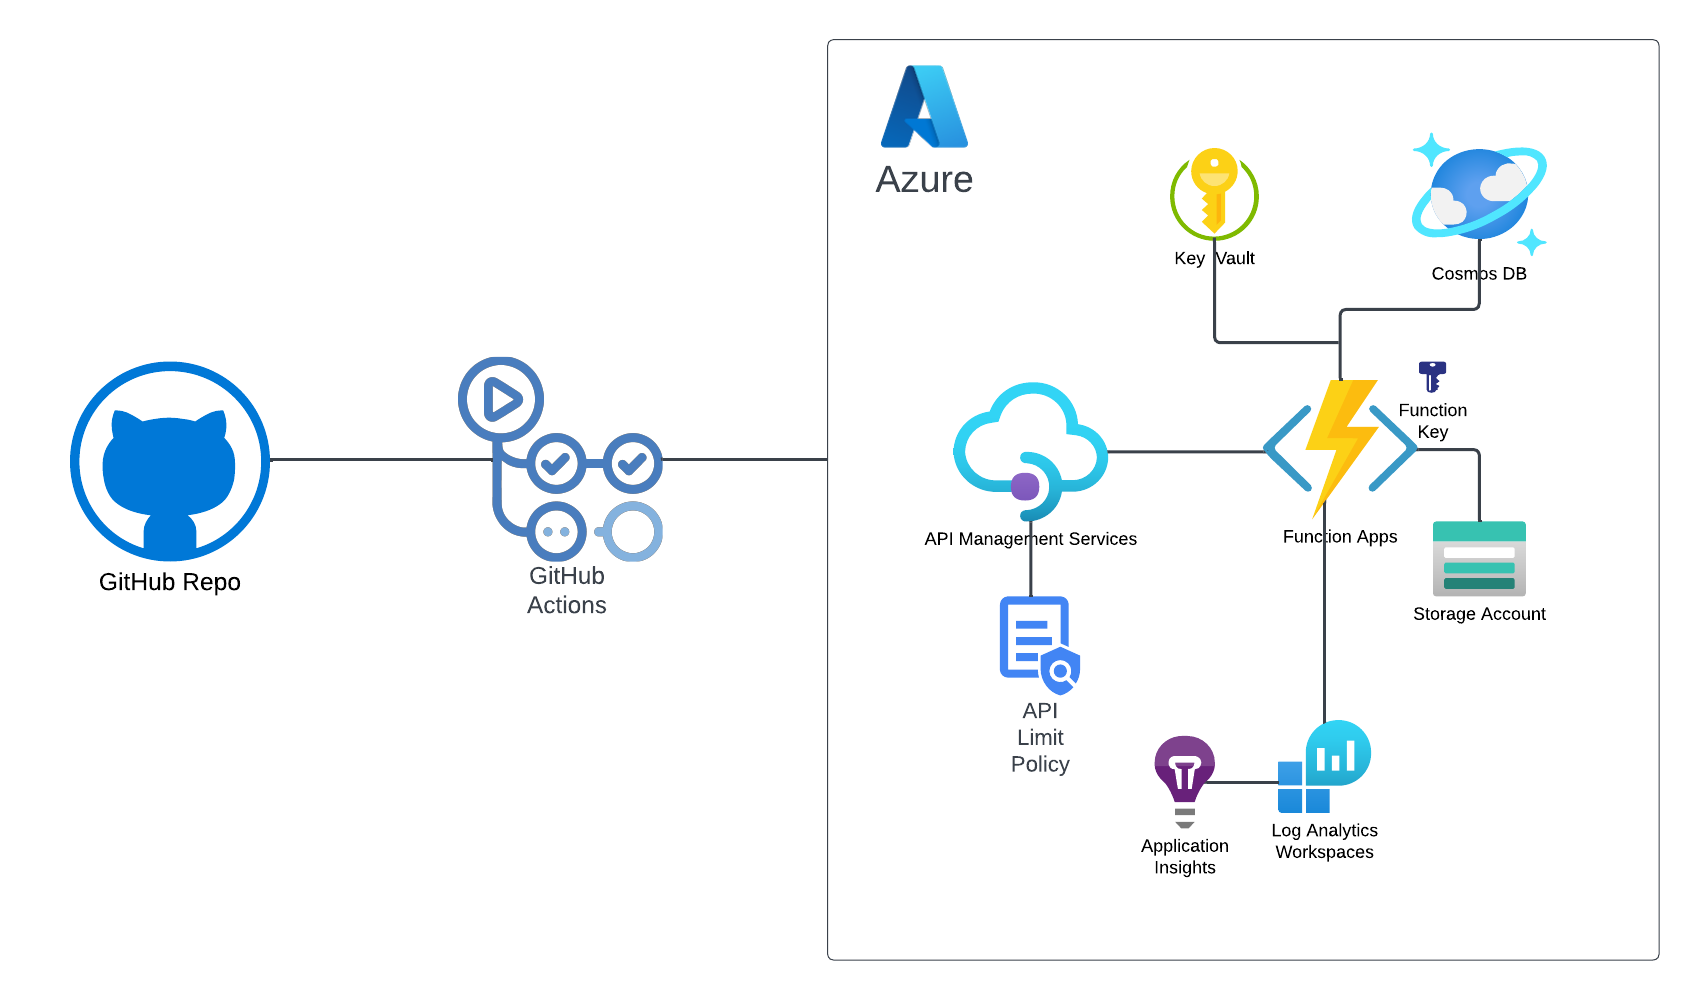 Azure
Key Vault
Cosmos DB
Function
Key
GitHub Repo
GitHub
Actions
API Management Services
Function Apps
Storage Account
API
Limit
Policy
Application
Insights
Log Analytics
Workspaces